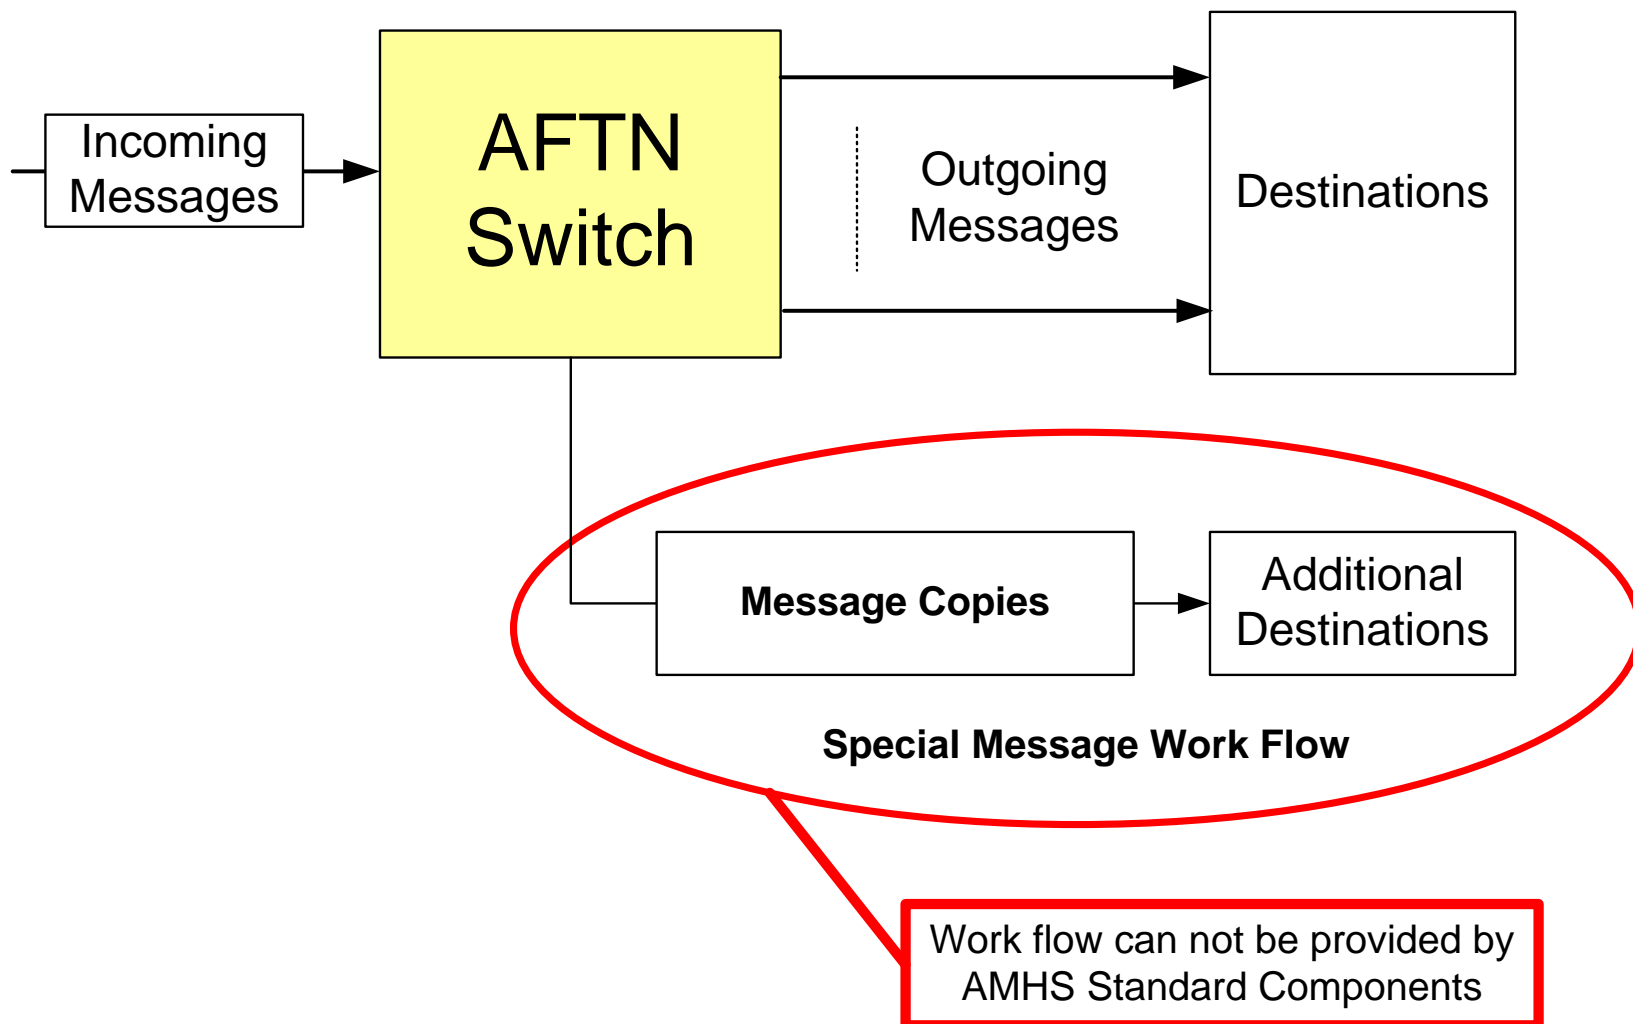 Incoming
Messages
AFTN
Switch
Outgoing
Messages
Destinations
Message Copies
Additional
Destinations
Special Message Work Flow
Work flow can not be provided by
AMHS Standard Components